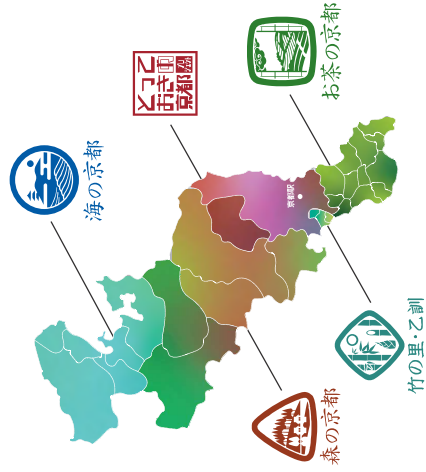 海の京都
とって
おき
京都
京都駅
森の京都
お茶の京都
竹の里・乙訓